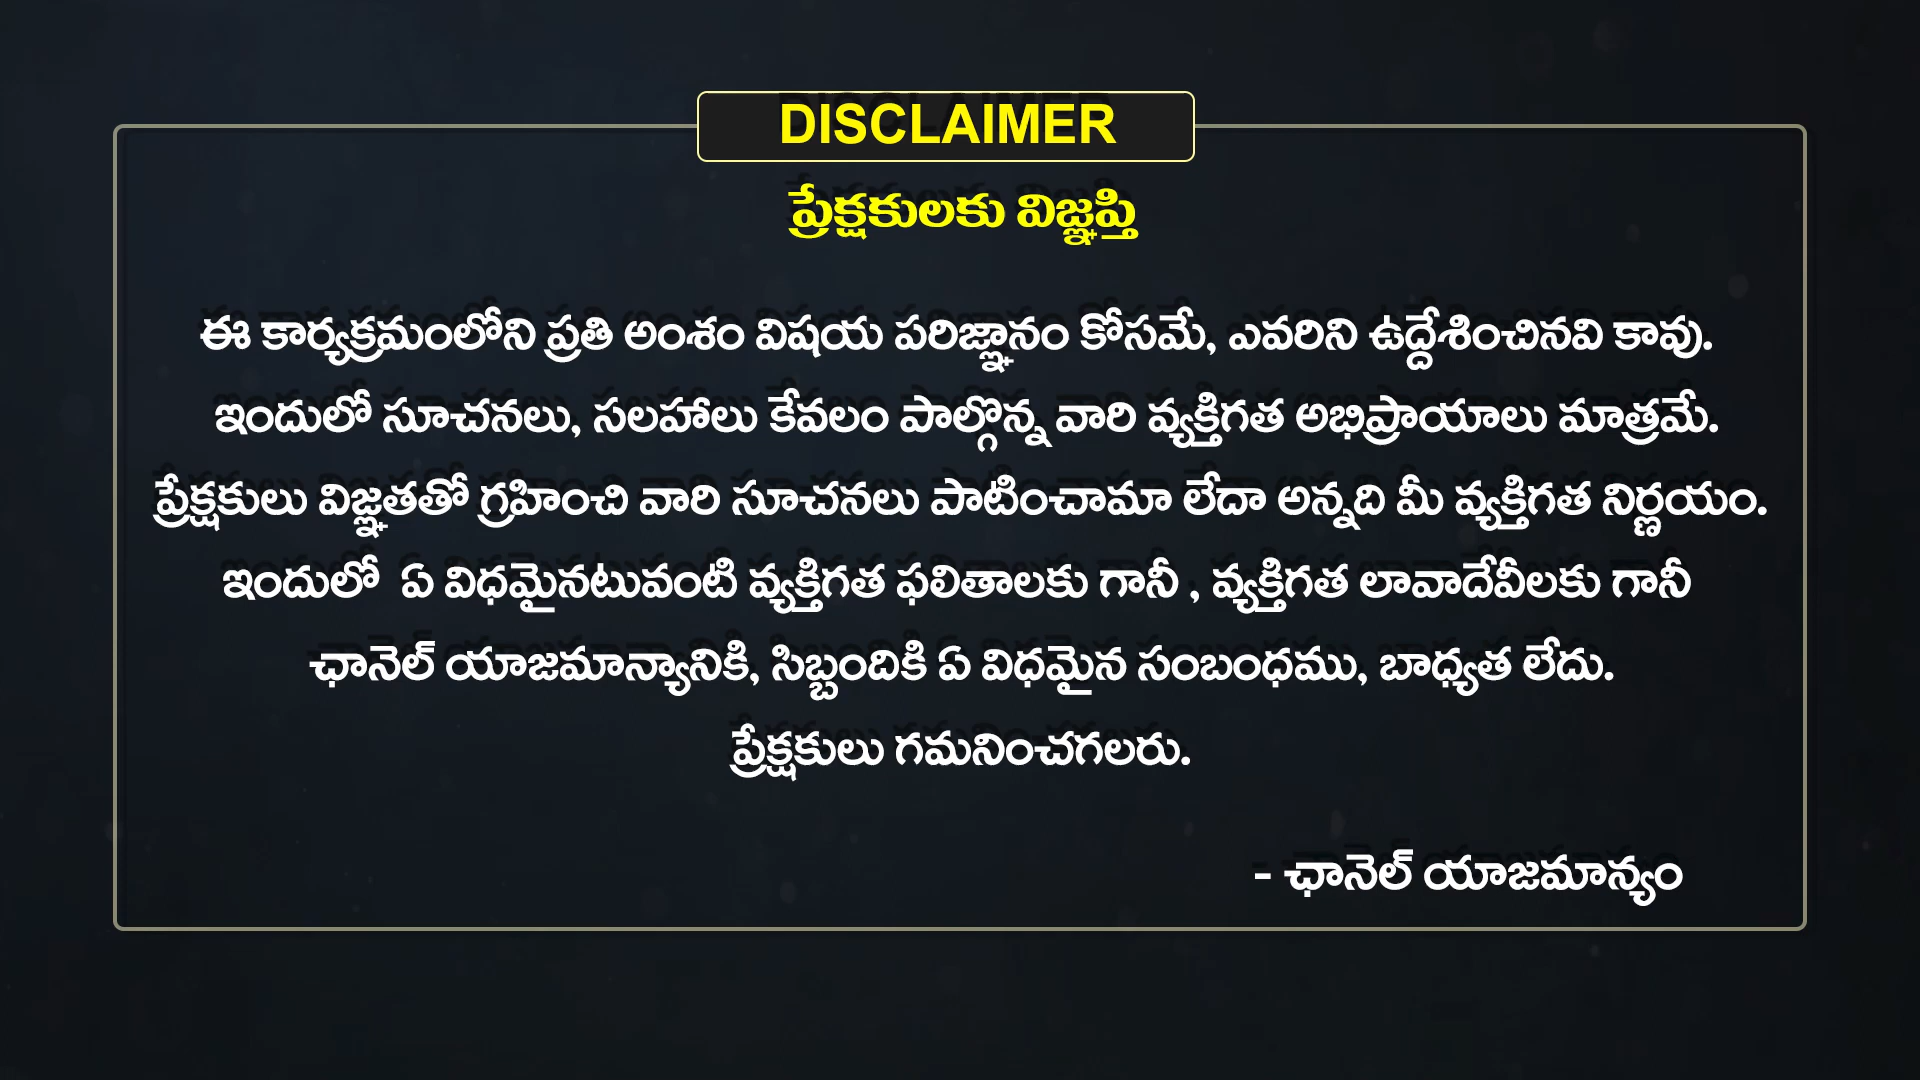 DISCLAIMER
ప్రేక్షకులకు విజ్ఞప్తి
ఈ కార్యక్రమంలోని ప్రతి అంశం విషయ పరిజ్ఞానం కోసమే, ఎవరిని ఉద్దేశించినవి కావు.
ఇందులో సూచనలు, సలహాలు కేవలం పాల్గొన్న వారి వ్యక్తిగత అభిప్రాయాలు మాత్రమే.
ప్రేక్షకులు విజ్ఞతతో గ్రహించి వారి సూచనలు పాటించామా లేదా అన్నది మీ వ్యక్తిగత నిర్ణయం.
ఇందులో ఏ విధమైనటువంటి వ్యక్తిగత ఫలితాలకు గానీ , వ్యక్తిగత లావాదేవీలకు గానీ
ఛానెల్ యాజమాన్యానికి, సిబ్బందికి ఏ విధమైన సంబంధము, బాధ్యత లేదు.
ప్రేక్షకులు గమనించగలరు.
- ఛానెల్ యాజమాన్యం